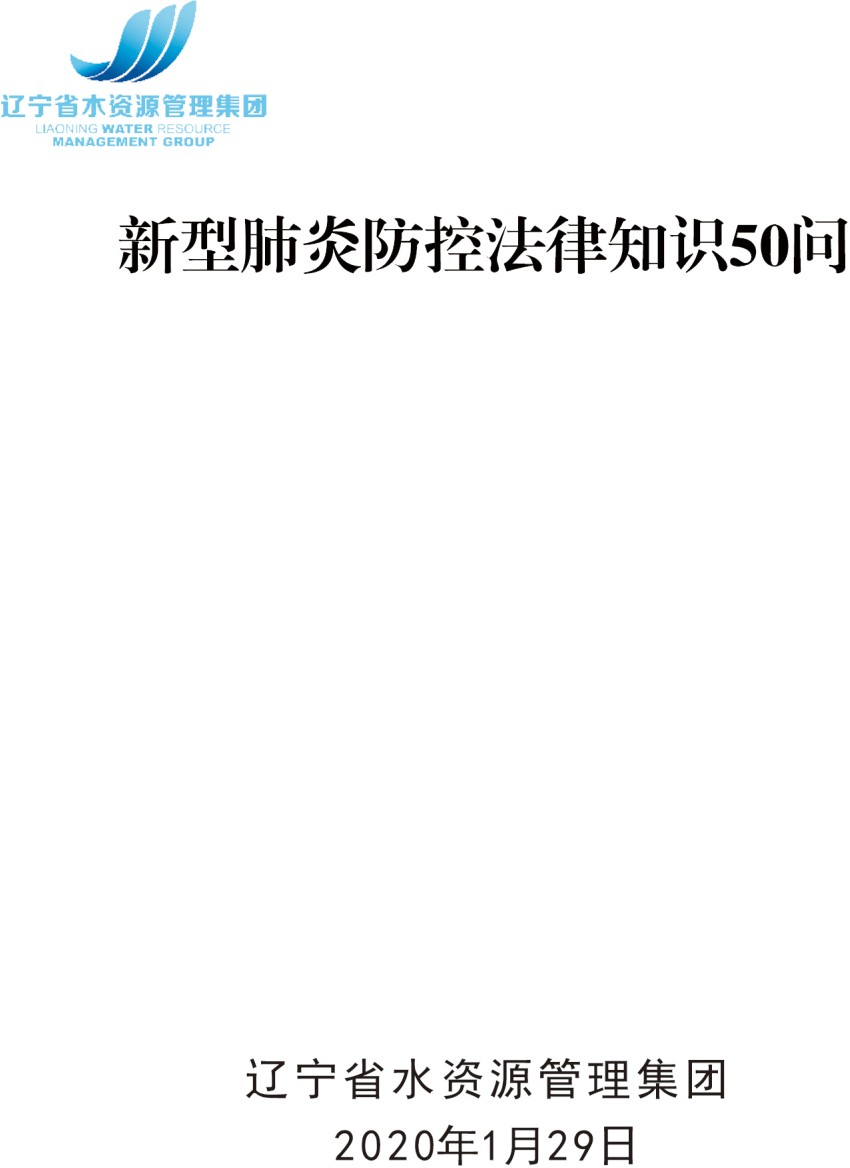 辽宁省水资源管理集团
LIAONING WATER RESOURCE
MANAGEMENT GROUP
新型肺炎防控法律知识50问
辽宁省水资源管理集团
2020年1月29日